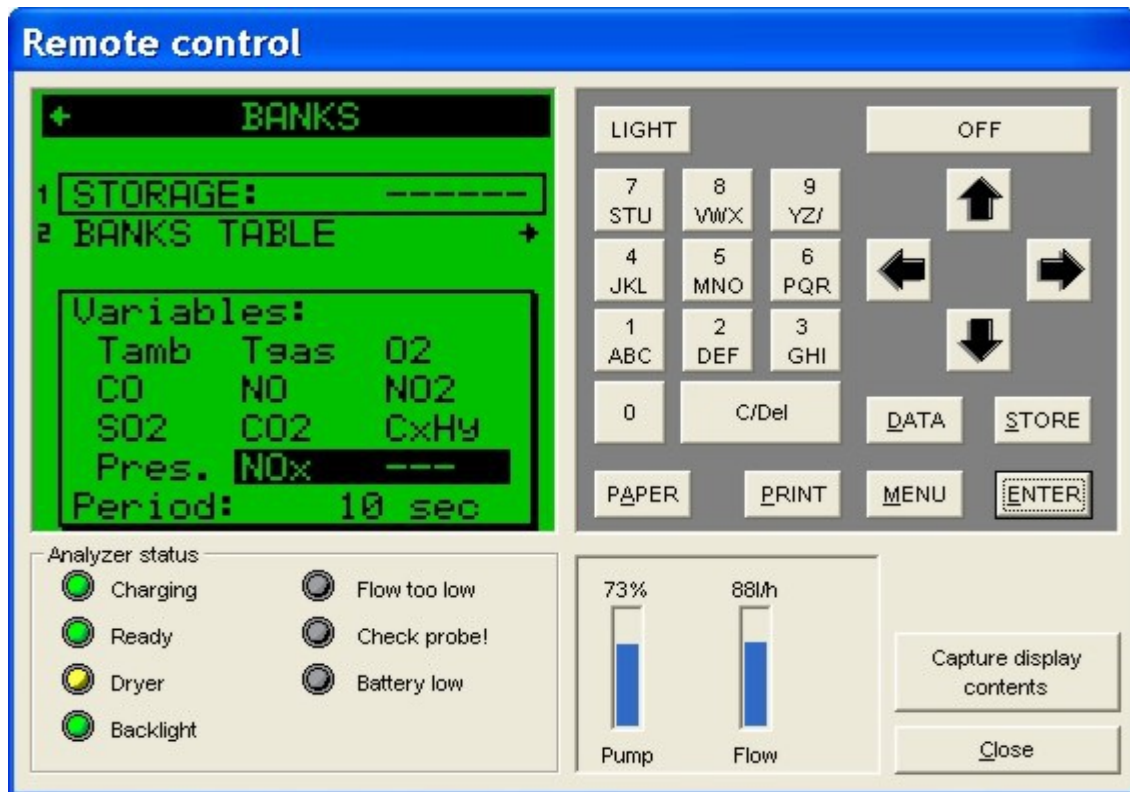 Remote control
← BANKS
1 STORAGE: ------
2 BANKS TABLE →
Variables:
Tamb Tgas O2
CO NO NO2
SO2 CO2 CxHy
Pres. NOx ---
Period: 10 sec
LIGHT OFF
7 8 9
STU VWX YZ/
4 5 6
JKL MNO PQR
1 2 3
ABC DEF GHI
0 C/Del
DATA STORE
PAPER PRINT MENU ENTER
Analyzer status
Charging Flow too low
Ready Check probe!
Dryer Battery low
Backlight
73% 88l/h
Pump Flow
Capture display
contents
Close